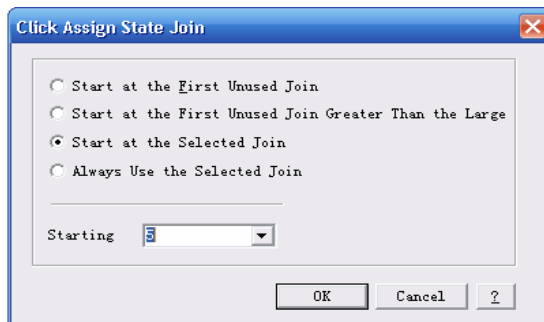 Click Assign State Join
Start at the First Unused Join
Start at the First Unused Join Greater Than the Large
Start at the Selected Join
Always Use the Selected Join
Starting 5
OK Cancel ?